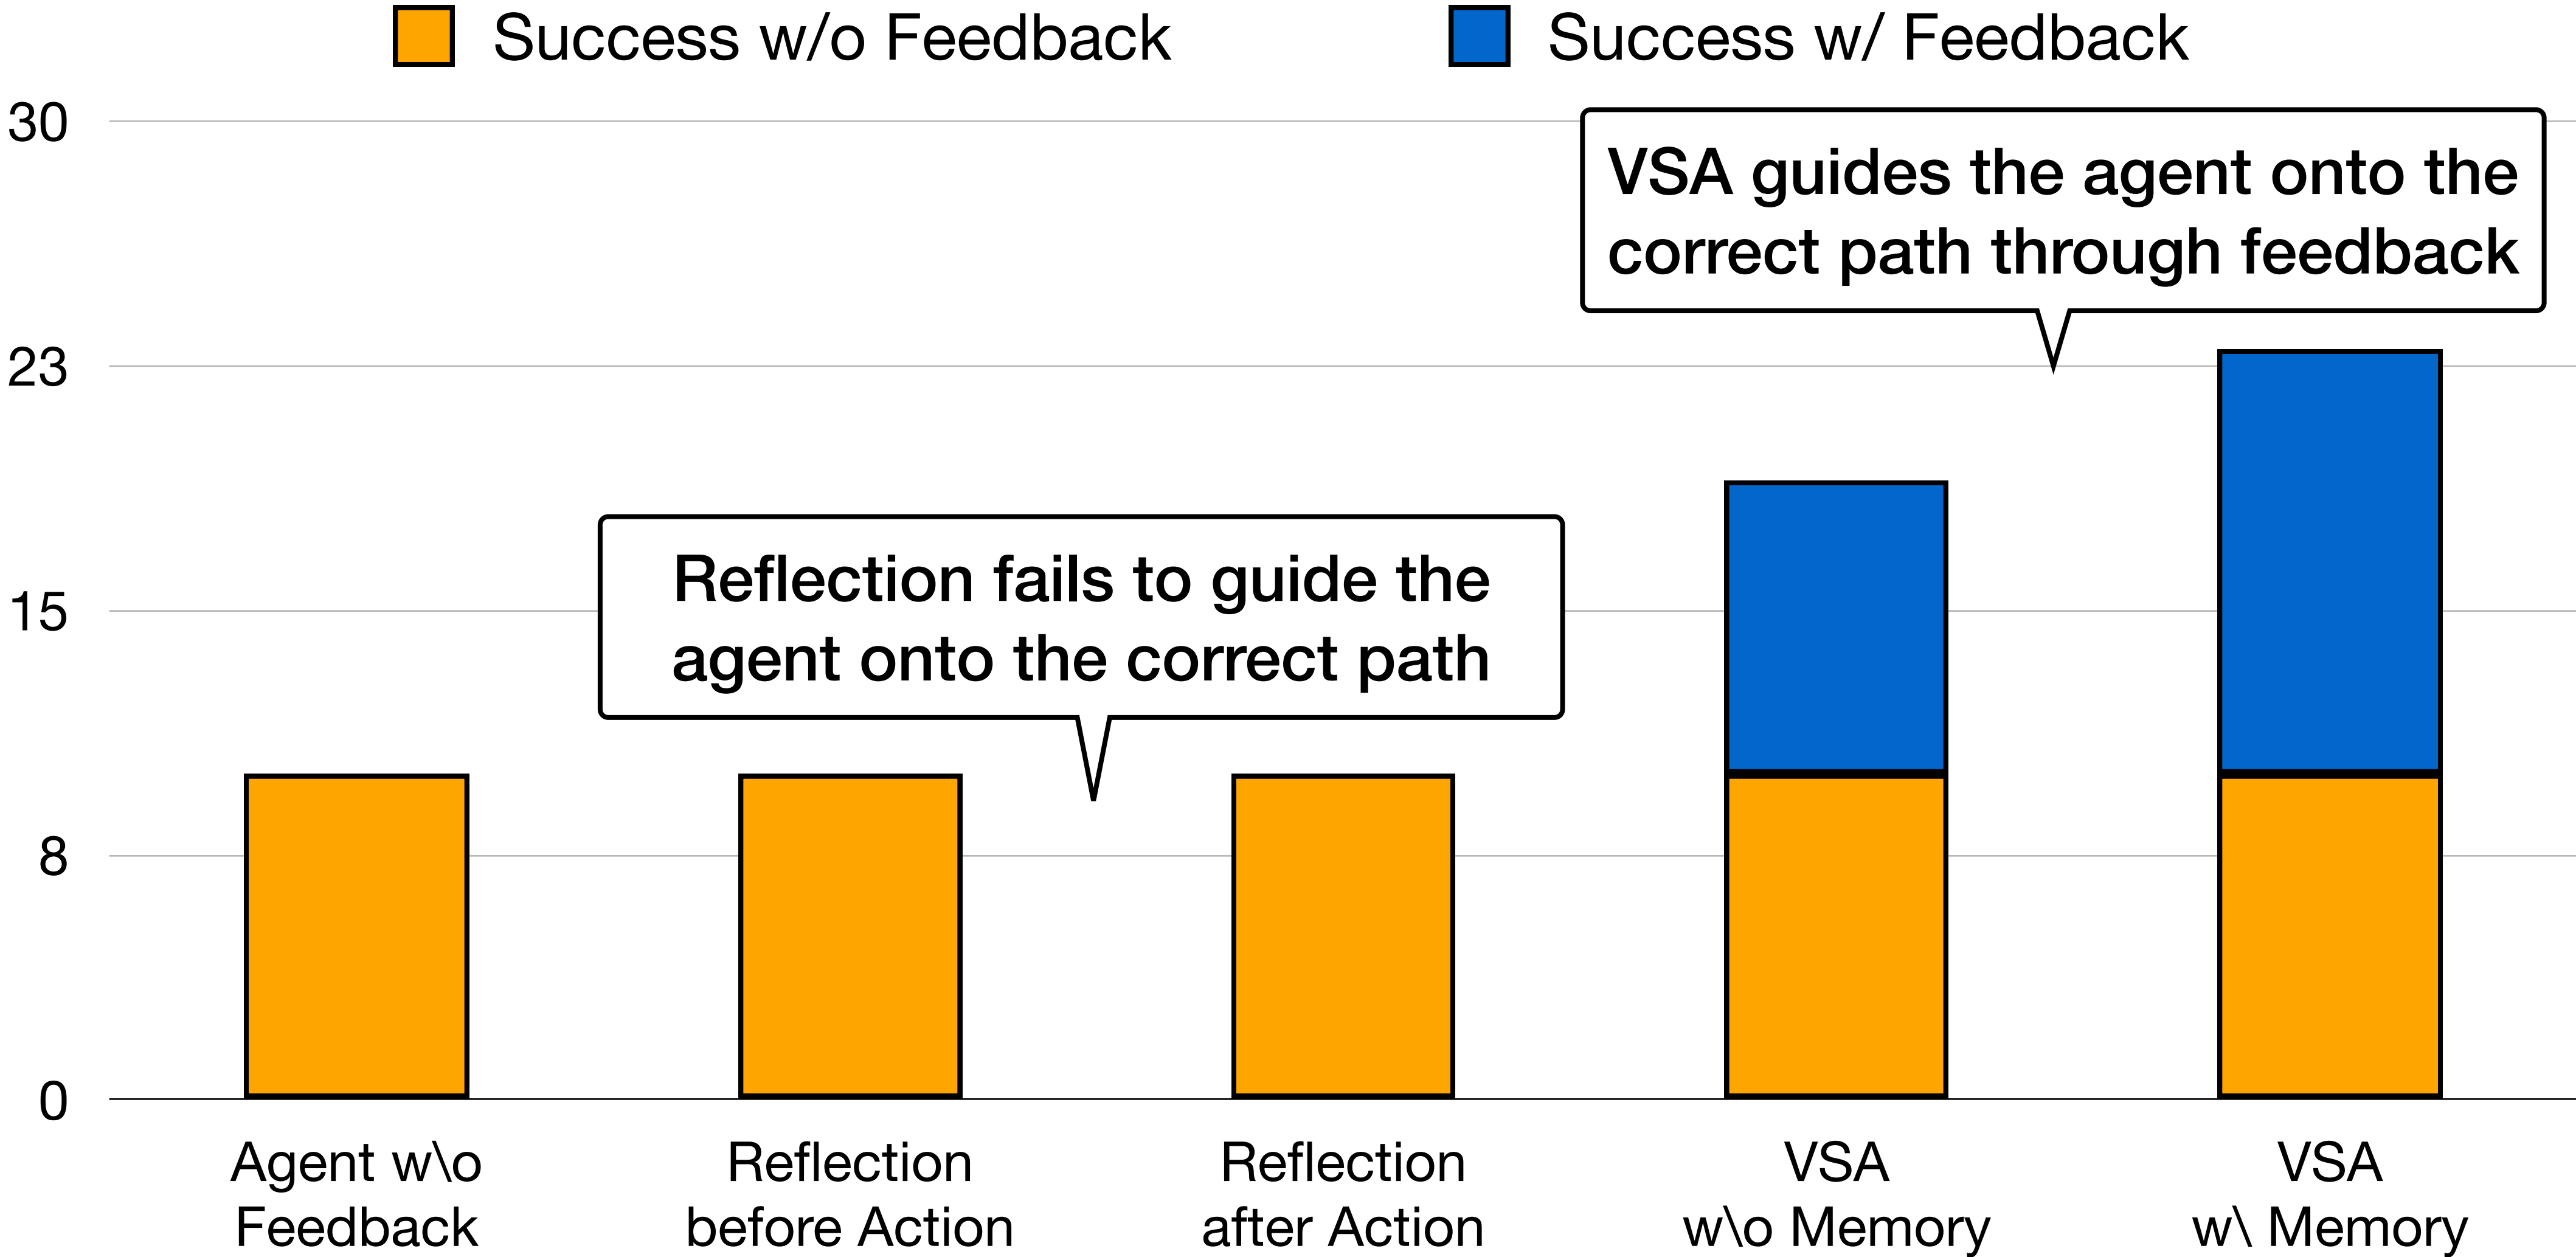 Success w/o Feedback
Success w/ Feedback
30
VSA guides the agent onto the
correct path through feedback
23
Reflection fails to guide the
agent onto the correct path
15
8
0
Agent w\o
Feedback
Reflection
before Action
Reflection
after Action
VSA
w\o Memory
VSA
w\ Memory